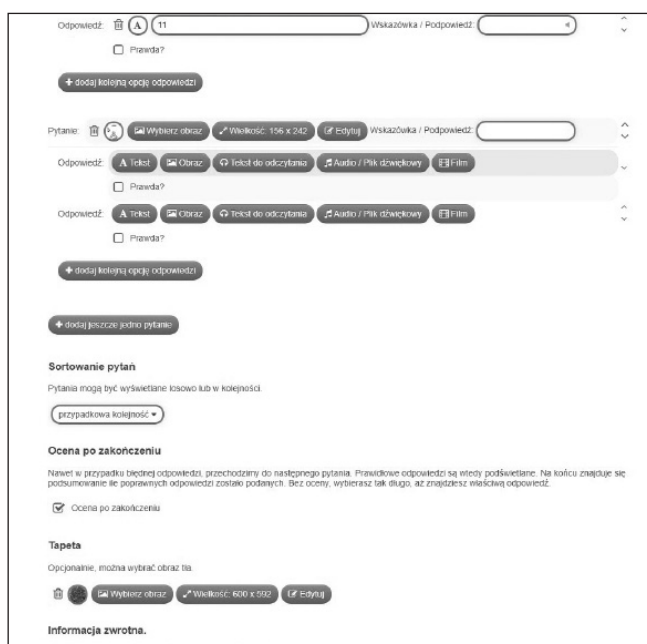 Odpowiedź: A 11 Wskazówka / Podpowiedź:
Prawda?
+ dodaj kolejną opcję odpowiedzi
Pytanie: Wybierz obraz Wielkość: 156 x 242 Edytuj Wskazówka / Podpowiedź:
Odpowiedź: A Tekst Obraz Tekst do odczytania Audio / Plik dźwiękowy Film
Prawda?
Odpowiedź: A Tekst Obraz Tekst do odczytania Audio / Plik dźwiękowy Film
Prawda?
+ dodaj kolejną opcję odpowiedzi
+ dodaj jeszcze jedno pytanie
Sortowanie pytań
Pytania mogą być wyświetlane losowo lub w kolejności.
przypadkowa kolejność
Ocena po zakończeniu
Nawet w przypadku błędnej odpowiedzi, przechodzimy do następnego pytania. Prawidłowe odpowiedzi są wtedy podświetlane. Na końcu znajduje się
podsumowanie ile poprawnych odpowiedzi zostało podanych. Bez oceny, wybierasz tak długo, aż znajdziesz właściwą odpowiedź.
Ocena po zakończeniu
Tapeta
Opcjonalnie, można wybrać obraz tła.
Wybierz obraz Wielkość: 600 x 592 Edytuj
Informacja zwrotna.